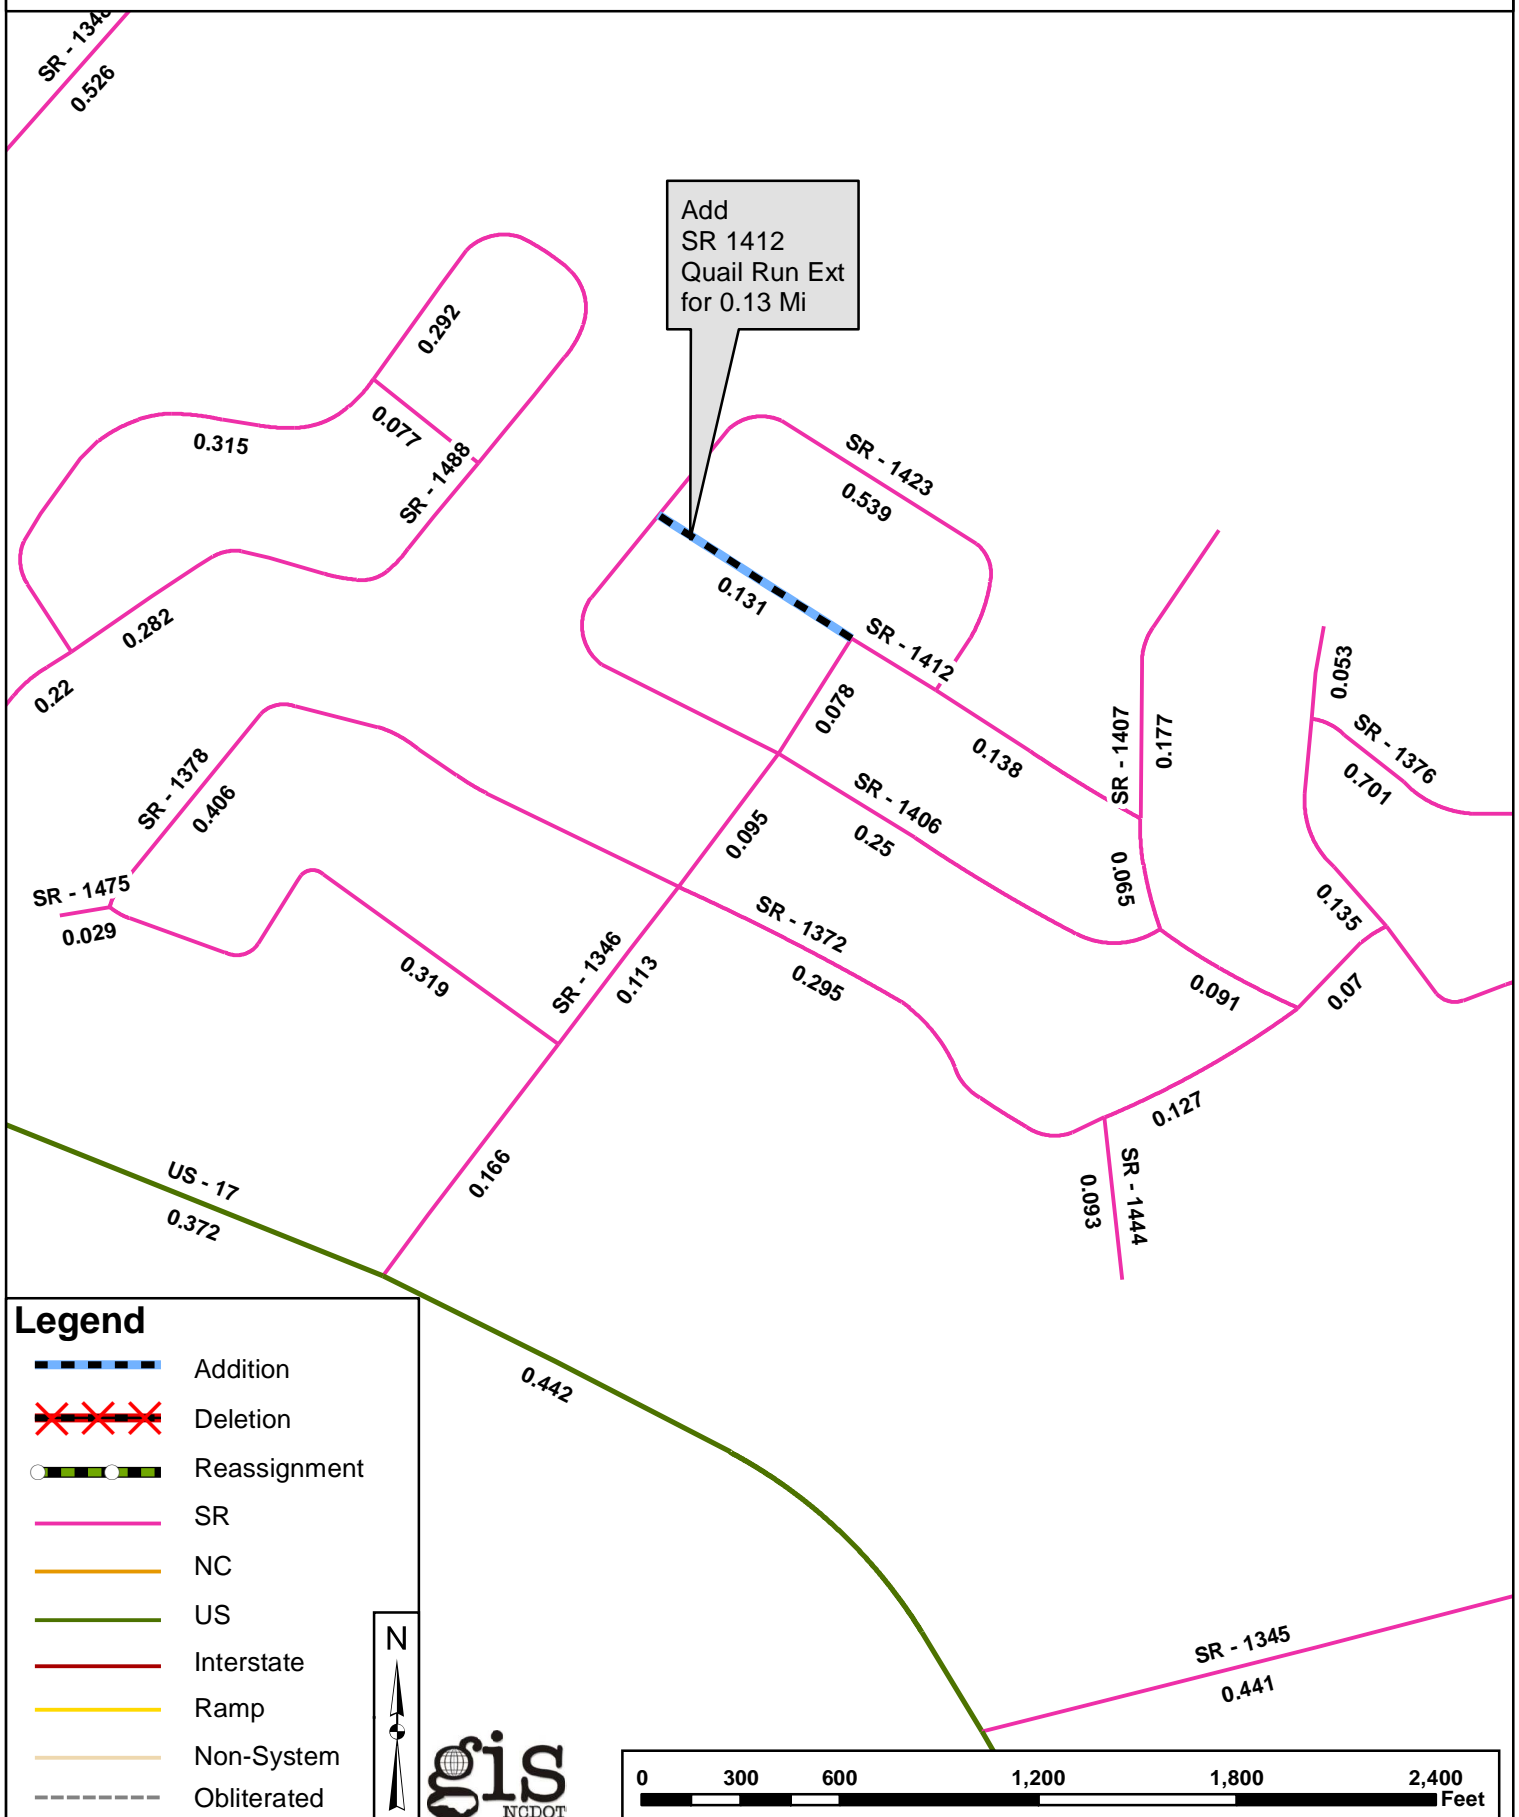 SR - 1348
0.526
Add
SR 1412
Quail Run Ext
for 0.13 Mi
0.292
0.077
0.315
SR - 1488
SR - 1423
0.539
0.131
0.282
0.22
SR - 1412
0.078
0.138
SR - 1407
0.177
0.053
SR - 1376
0.701
SR - 1378
0.406
SR - 1406
0.25
0.095
0.065
SR - 1475
0.029
0.135
SR - 1372
0.295
0.319
SR - 1346
0.113
0.091
0.07
0.127
0.166
SR - 1444
0.093
US - 17
0.372
0.442
Legend
Addition
Deletion
Reassignment
SR
NC
US
Interstate
Ramp
Non-System
Obliterated
N
gis
NCDOT
SR - 1345
0.441
0 300 600 1,200 1,800 2,400
Feet